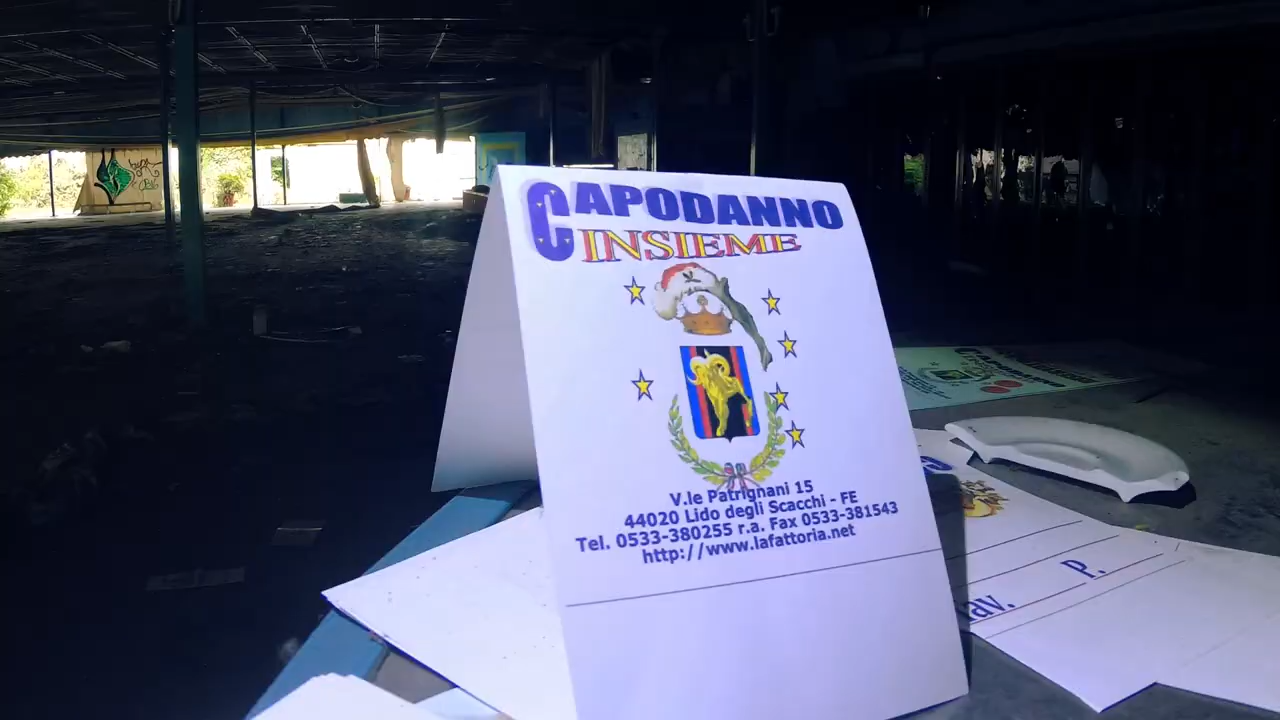 CAPODANNO
INSIEME
V.le Patrignani 15
44020 Lido degli Scacchi - FE
Tel. 0533-380255 r.a. Fax 0533-381543
http://www.lafattoria.net
CAPODANNO
P.